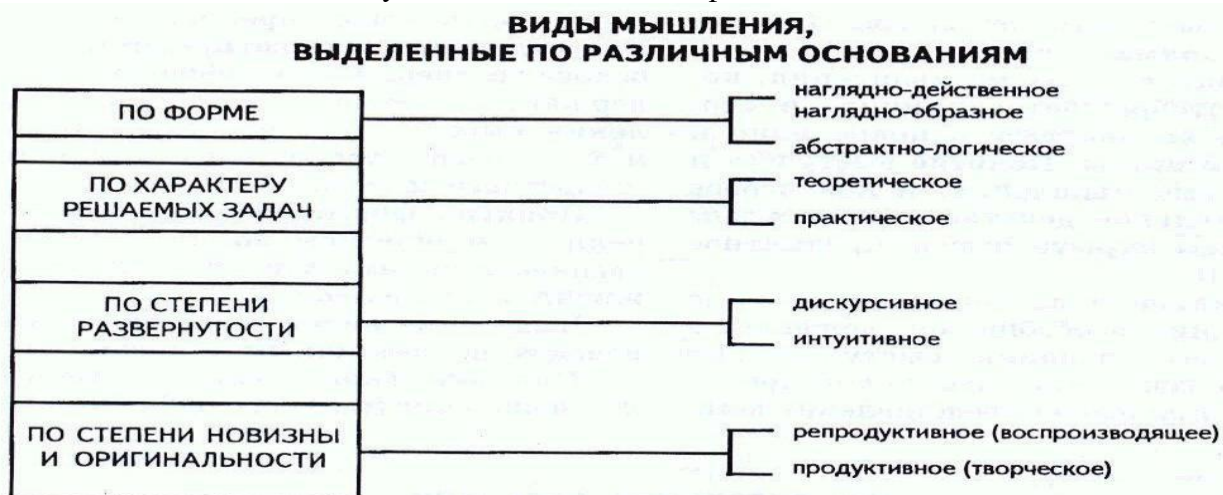 ВИДЫ МЫШЛЕНИЯ,
ВЫДЕЛЕННЫЕ ПО РАЗЛИЧНЫМ ОСНОВАНИЯМ
ПО ФОРМЕ
наглядно-действенное
наглядно-образное
абстрактно-логическое
ПО ХАРАКТЕРУ
РЕШАЕМЫХ ЗАДАЧ
теоретическое
практическое
ПО СТЕПЕНИ
РАЗВЕРНУТОСТИ
дискурсивное
интуитивное
ПО СТЕПЕНИ НОВИЗНЫ
И ОРИГИНАЛЬНОСТИ
репродуктивное (воспроизводящее)
продуктивное (творческое)